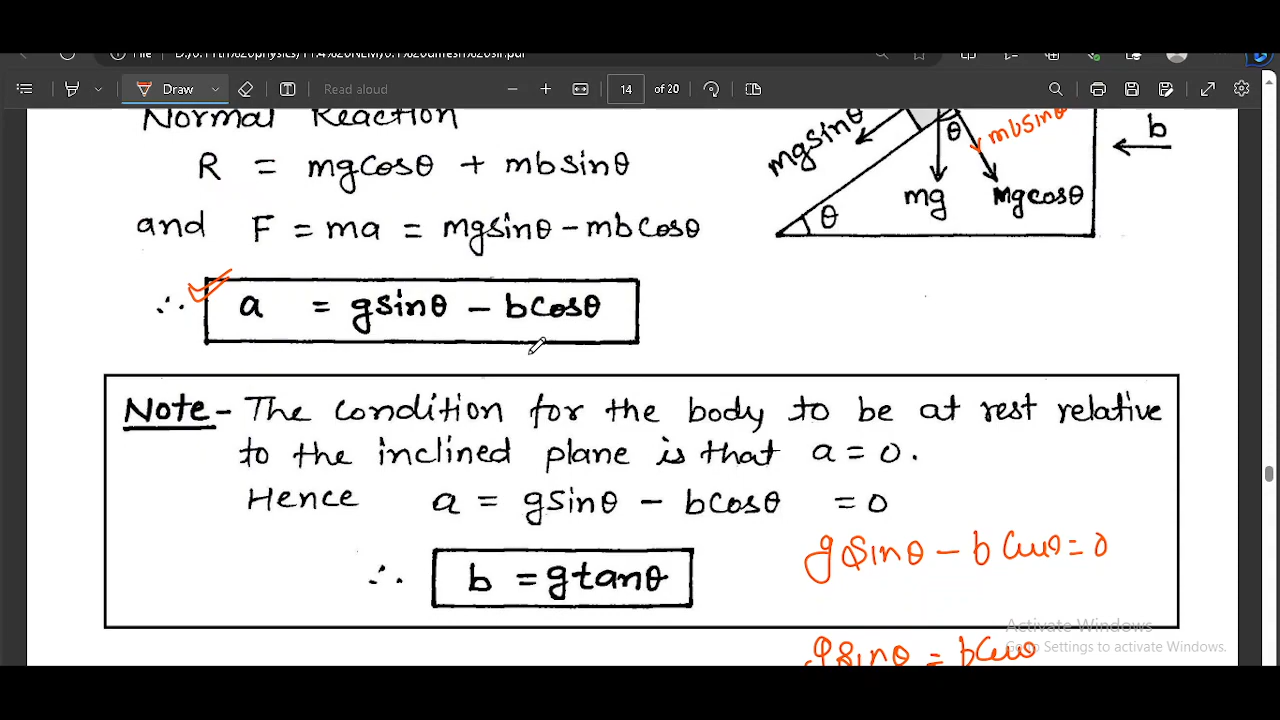 Draw
Read aloud
14 of 20
Normal Reaction
R = mgcosθ + mbsinθ
and F = ma = mgsinθ - mbcosθ
∴ a = gsinθ - bcosθ
mgsinθ
θ
mbsinθ
b
mg
mgcosθ
θ
Note- The condition for the body to be at rest relative
to the inclined plane is that a = 0.
Hence a = gsinθ - bcosθ = 0
gsinθ - bcosθ = 0
∴ b = gtanθ
Activate Windows
Go to Settings to activate Windows.
gsinθ = bcosθ